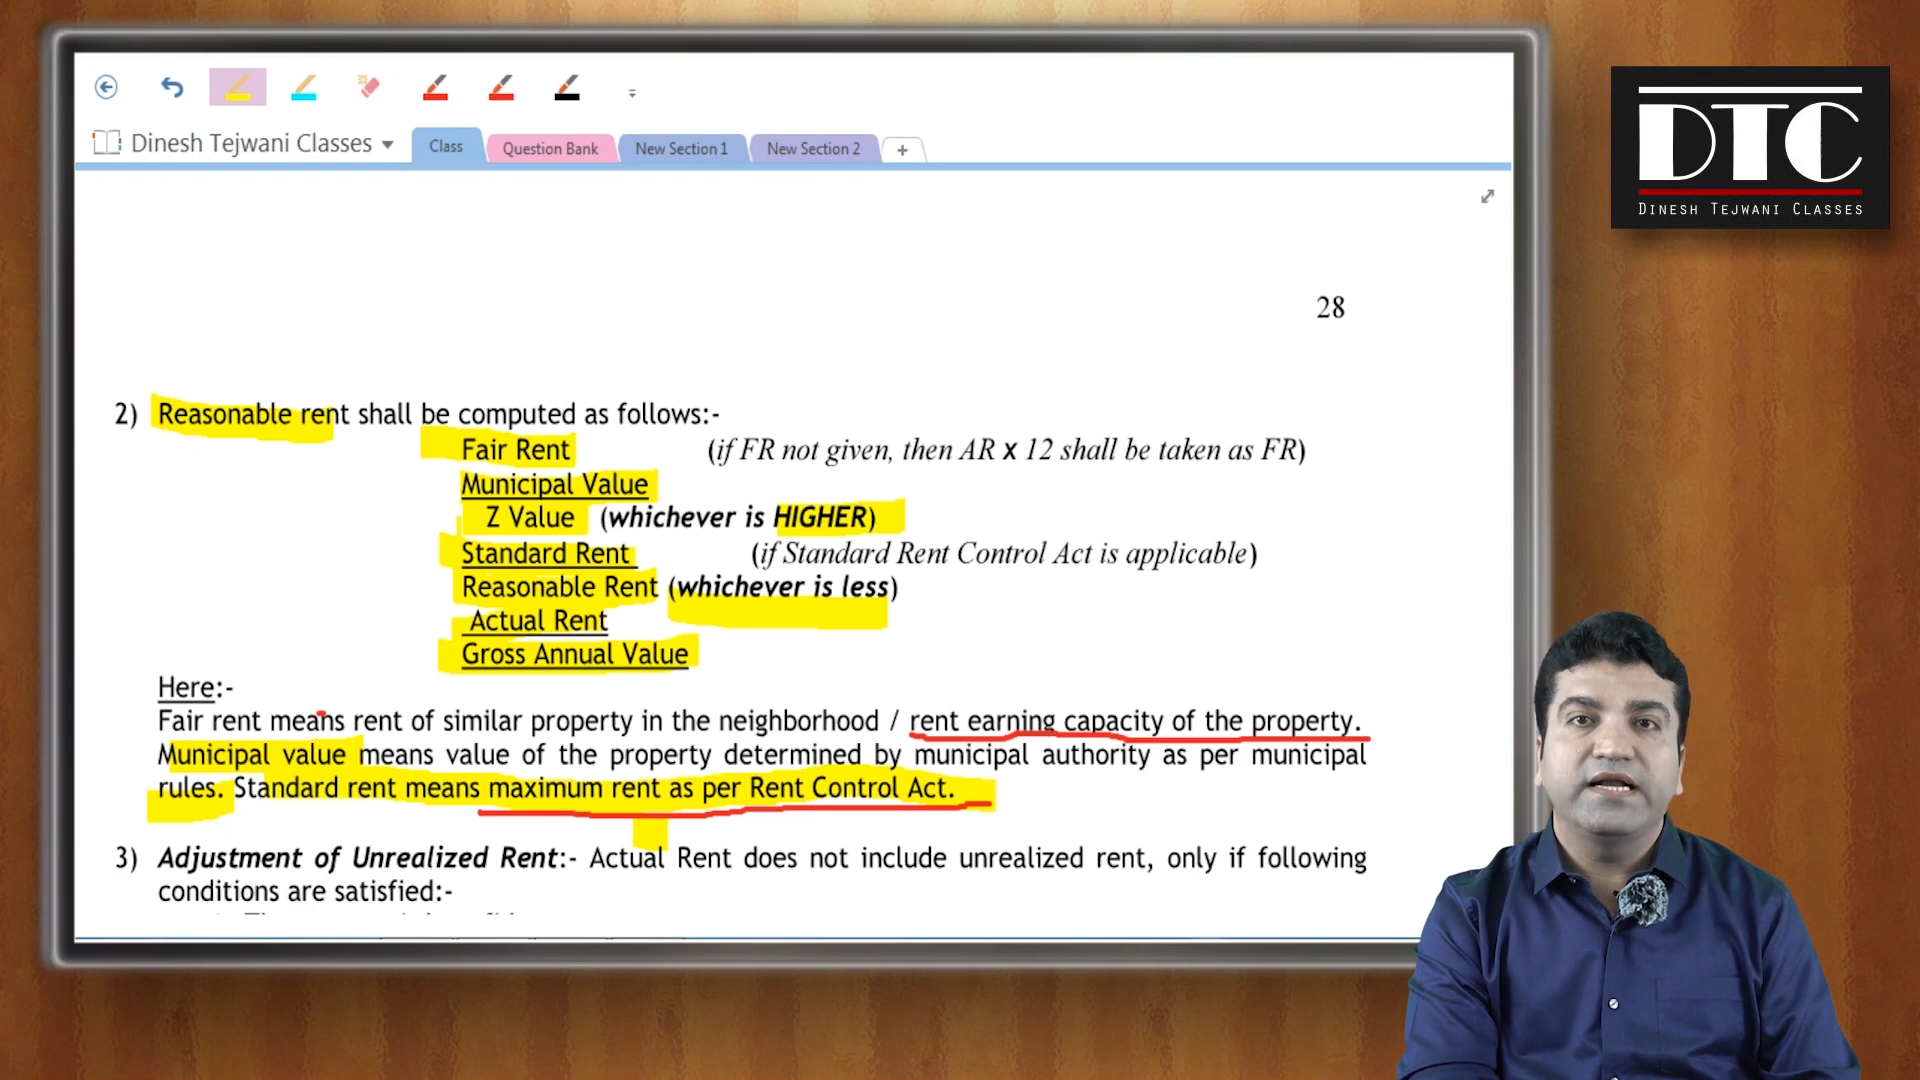 Dinesh Tejwani Classes
Class
Question Bank
New Section 1
New Section 2
DTC
DINESH TEJWANI CLASSES
28
2) Reasonable rent shall be computed as follows:-
Fair Rent (if FR not given, then AR x 12 shall be taken as FR)
Municipal Value
Z Value (whichever is HIGHER)
Standard Rent (if Standard Rent Control Act is applicable)
Reasonable Rent (whichever is less)
Actual Rent
Gross Annual Value
Here:-
Fair rent means rent of similar property in the neighborhood / rent earning capacity of the property.
Municipal value means value of the property determined by municipal authority as per municipal
rules. Standard rent means maximum rent as per Rent Control Act.
3) Adjustment of Unrealized Rent:- Actual Rent does not include unrealized rent, only if following
conditions are satisfied:-